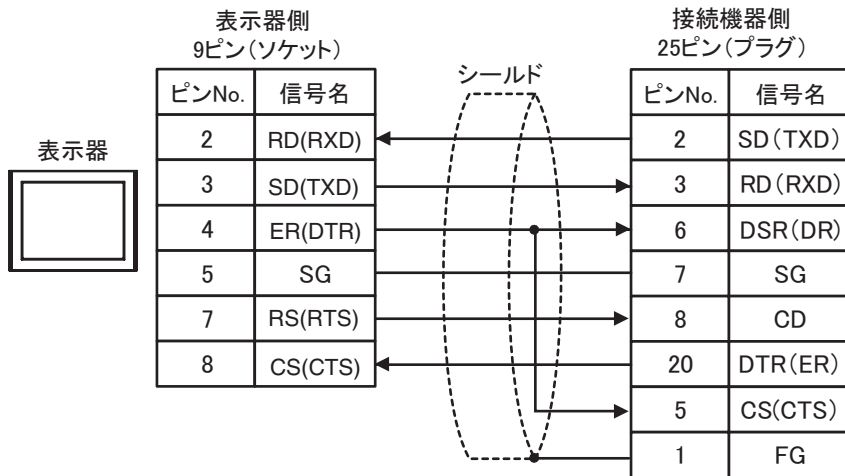 表示器側
9ピン(ソケット)
接続機器側
25ピン(プラグ)
シールド
表示器
ピンNo. 信号名
2 RD(RXD)
3 SD(TXD)
4 ER(DTR)
5 SG
7 RS(RTS)
8 CS(CTS)
ピンNo. 信号名
2 SD(TXD)
3 RD(RXD)
6 DSR(DR)
7 SG
8 CD
20 DTR(ER)
5 CS(CTS)
1 FG